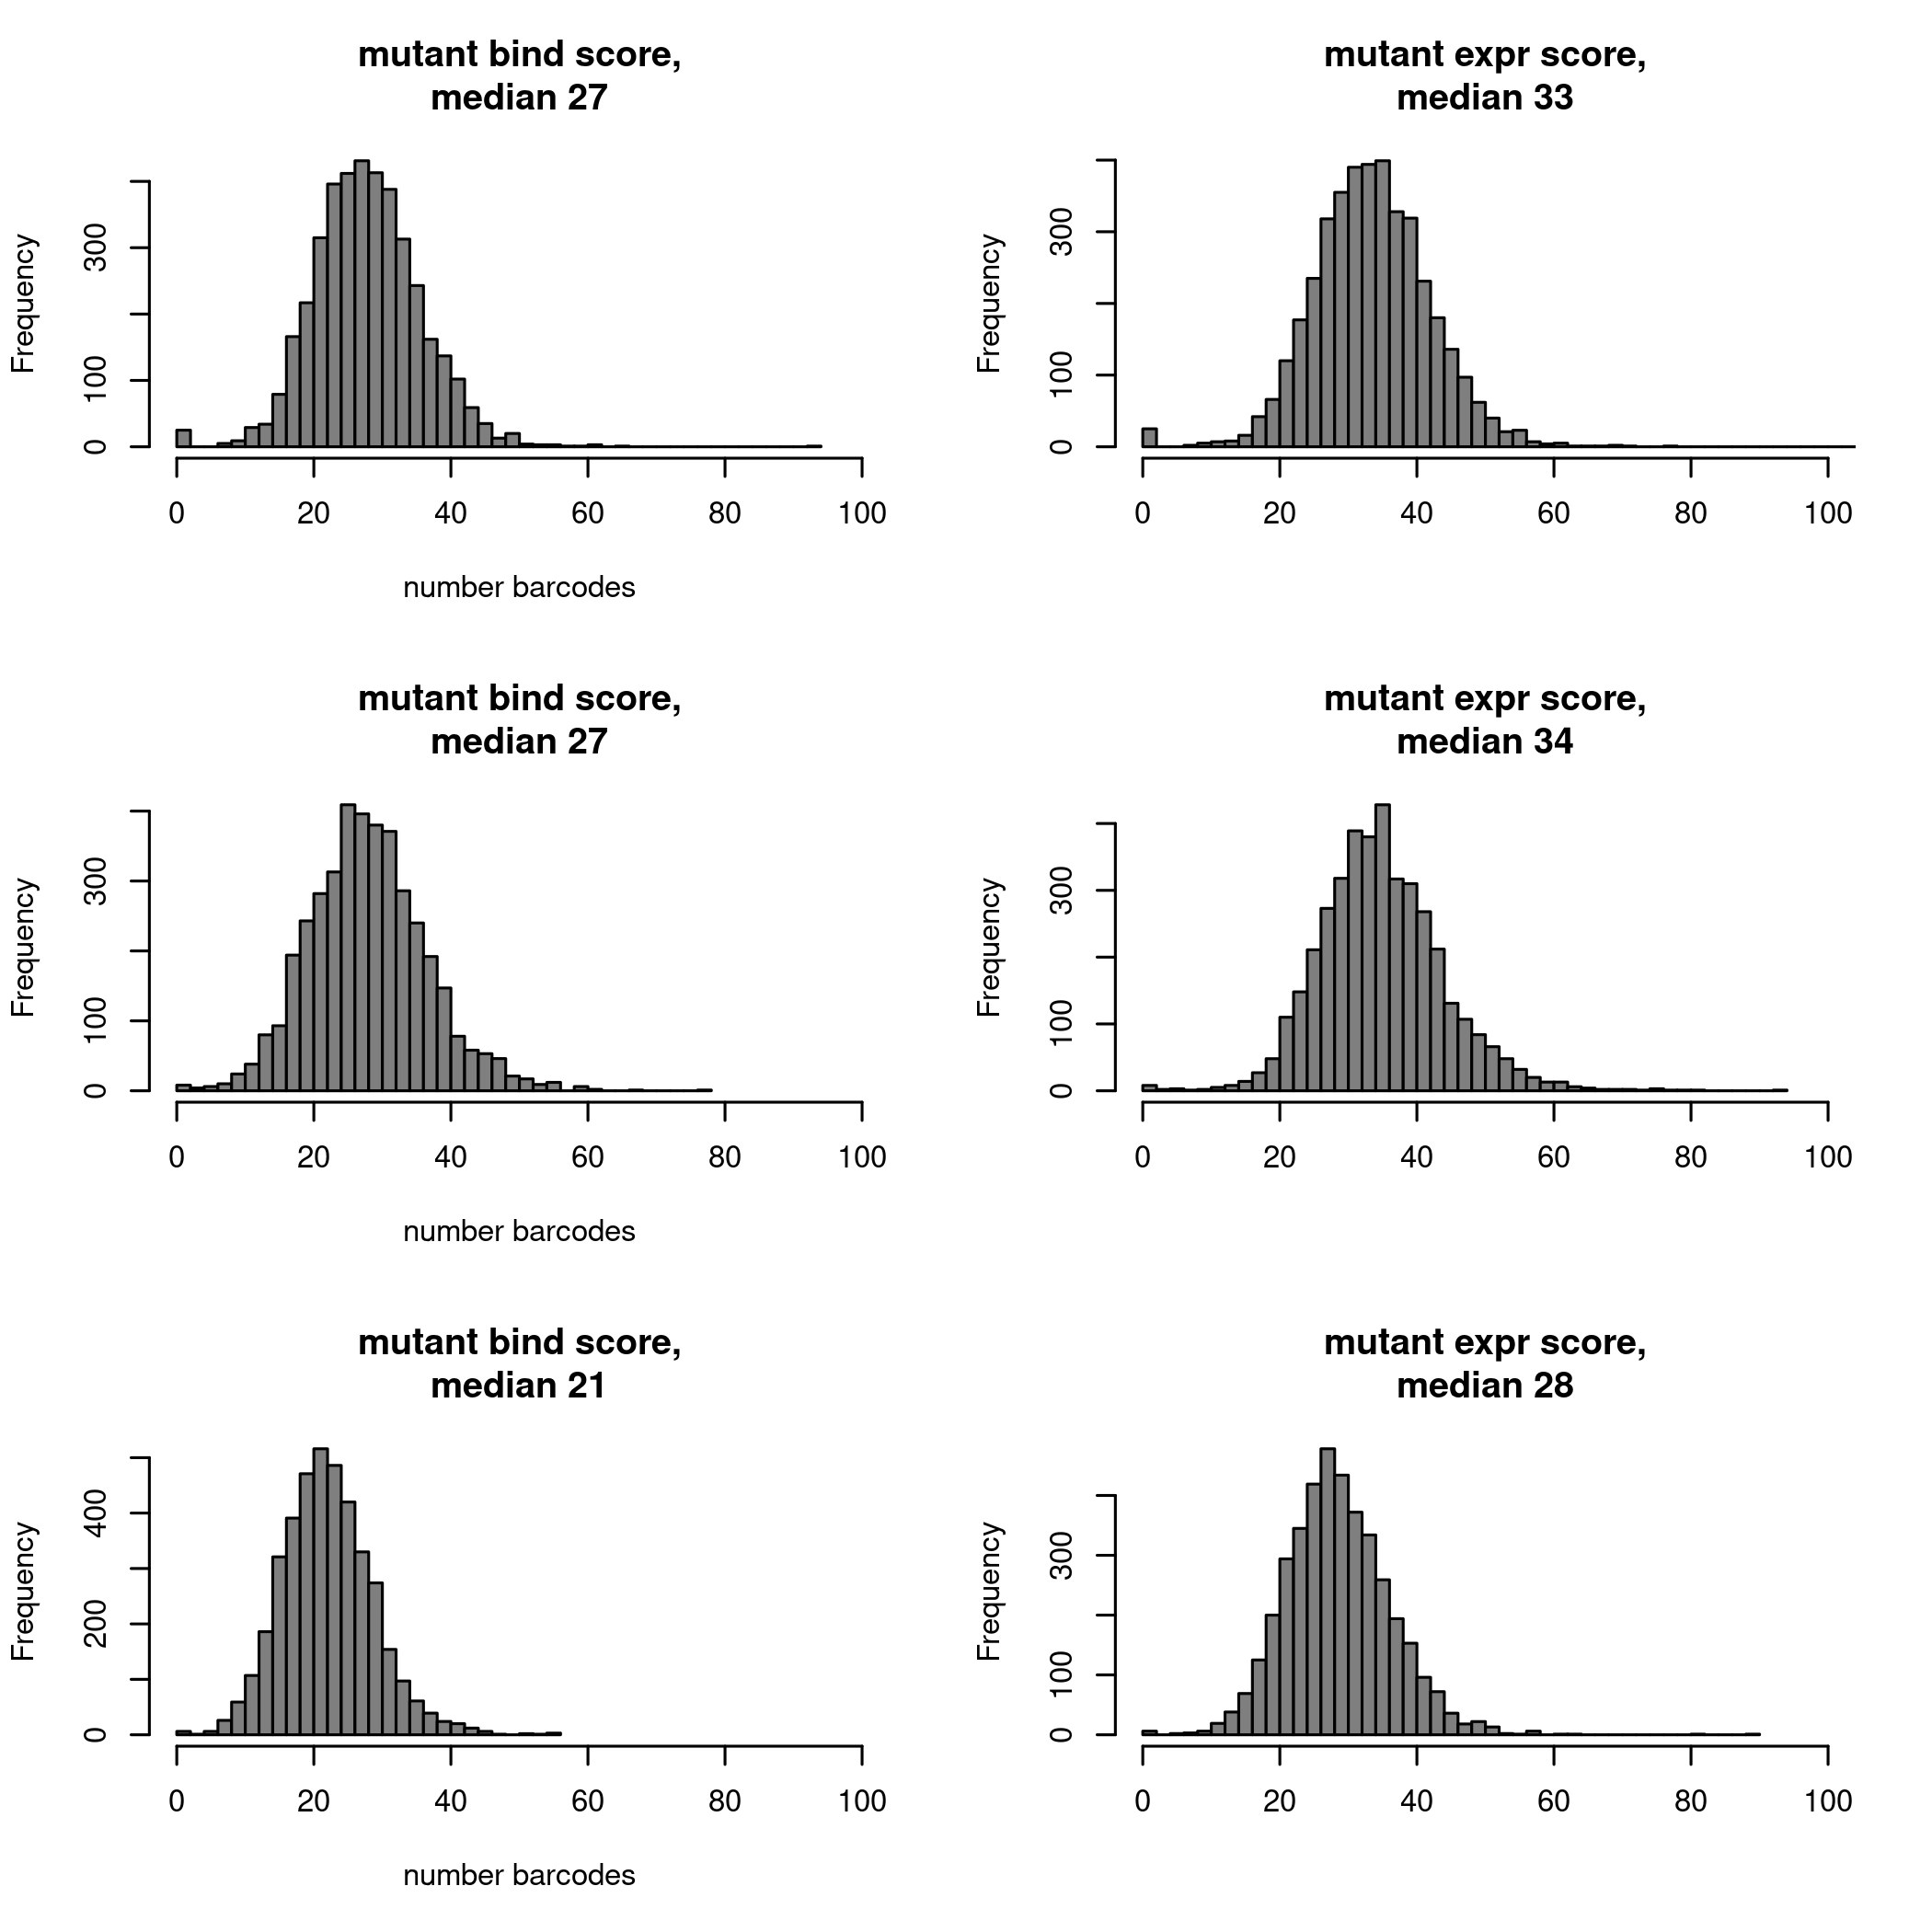 mutant bind score,
median 27
Frequency
0 100 300
0 20 40 60 80 100
number barcodes
mutant expr score,
median 33
Frequency
0 100 300
0 20 40 60 80 100
mutant bind score,
median 27
Frequency
0 100 300
0 20 40 60 80 100
number barcodes
mutant expr score,
median 34
Frequency
0 100 300
0 20 40 60 80 100
mutant bind score,
median 21
Frequency
0 200 400
0 20 40 60 80 100
number barcodes
mutant expr score,
median 28
Frequency
0 100 300
0 20 40 60 80 100